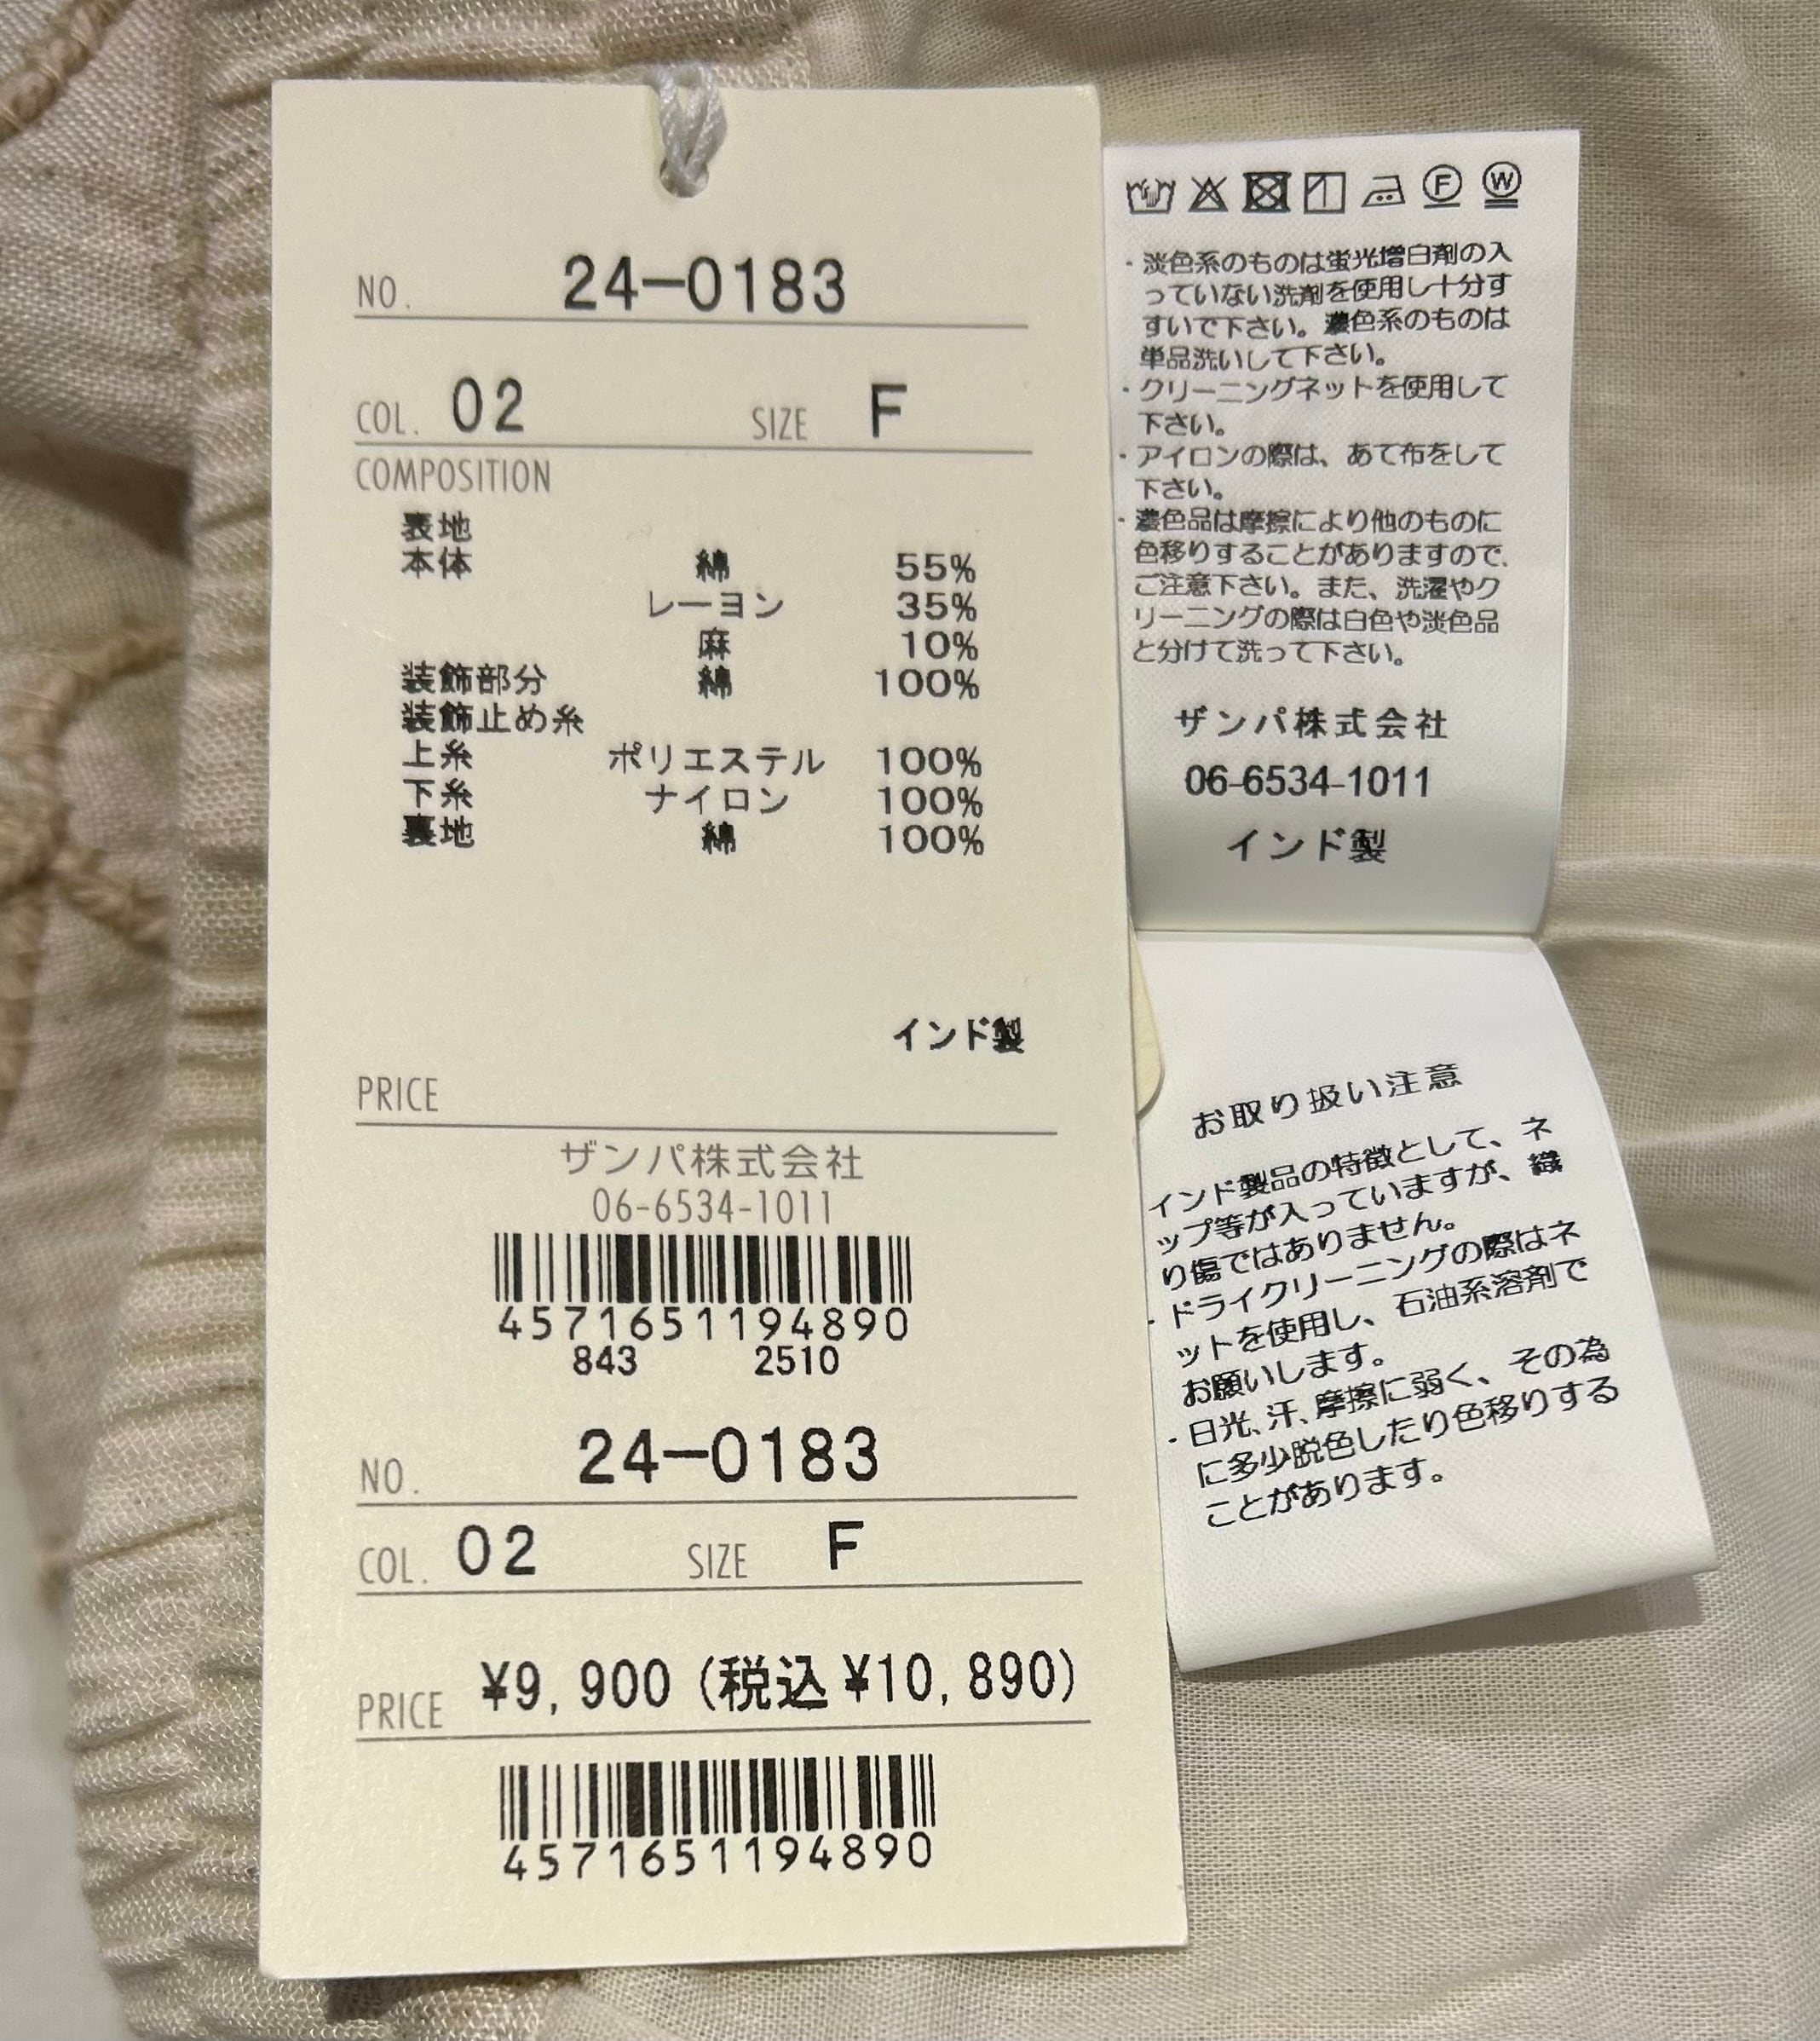 NO. 24-0183
COL. 02 SIZE F
COMPOSITION
表地
本体 綿 55%
レーヨン 35%
麻 10%
装飾部分 綿 100%
装飾止め糸
上糸 ポリエステル 100%
下糸 ナイロン 100%
裏地 綿 100%
インド製
PRICE
ザンパ株式会社
06-6534-1011
4571651194890
843 2510
NO. 24-0183
COL. 02 SIZE F
PRICE ¥9,900 (税込¥10,890)
4571651194890
F W
・淡色系のものは蛍光増白剤の入
っていない洗剤を使用し十分す
すいで下さい。濃色系のものは
単品洗いして下さい。
・クリーニングネットを使用して
下さい。
・アイロンの際は、あて布をして
下さい。
・濃色品は摩擦により他のものに
色移りすることがありますので、
ご注意下さい。また、洗濯やク
リーニングの際は白色や淡色品
と分けて洗って下さい。
ザンパ株式会社
06-6534-1011
インド製
お取り扱い注意
インド製品の特徴として、ネ
ップ等が入っていますが、織
り傷ではありません。
・ドライクリーニングの際はネ
ットを使用し、石油系溶剤で
お願いします。
・日光、汗、摩擦に弱く、その為
に多少脱色したり色移りする
ことがあります。